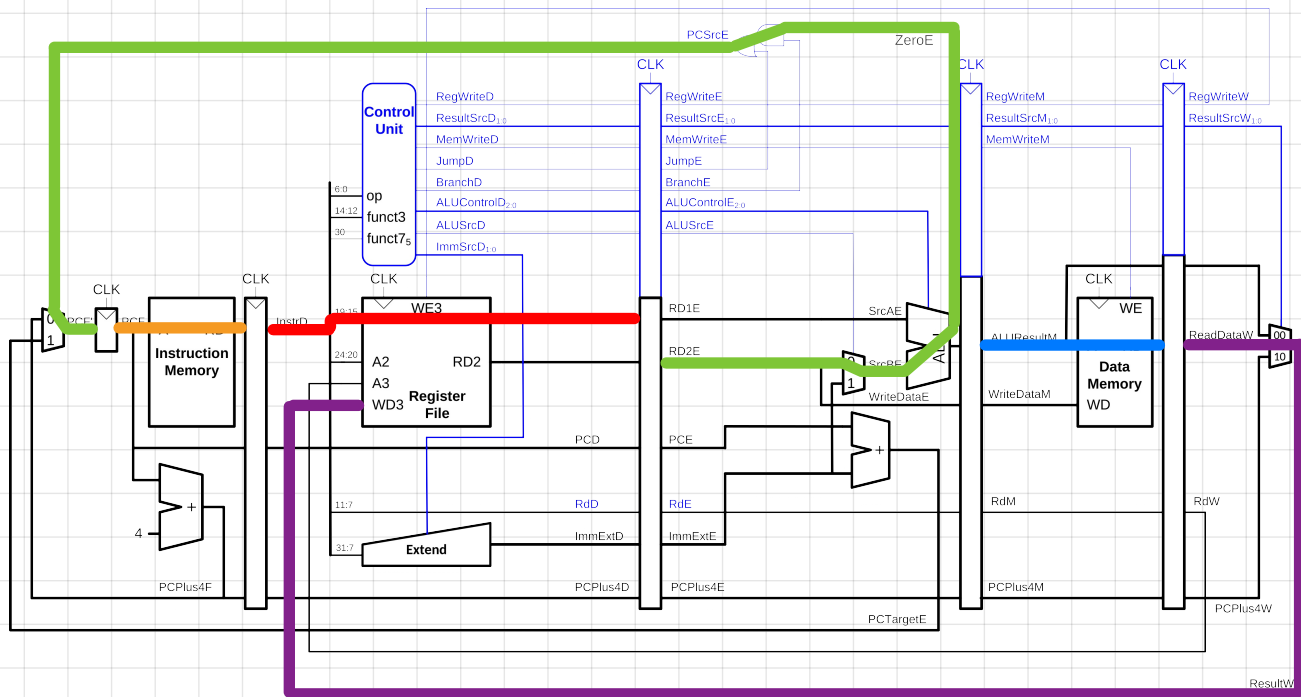 PCSrcE
ZeroE
CLK
CLK
CLK
RegWriteD
RegWriteE
RegWriteM
RegWriteW
Control
Unit
ResultSrcD1:0
ResultSrcE1:0
ResultSrcM1:0
ResultSrcW1:0
MemWriteD
MemWriteE
MemWriteM
JumpD
JumpE
BranchD
BranchE
6:0
op
ALUControlD2:0
ALUControlE2:0
14:12
funct3
ALUSrcD
ALUSrcE
30
funct75
ImmSrcD1:0
CLK
CLK
CLK
CLK
WE3
RD1E
SrcAE
WE
0
PCF'
PCF
InstrD
19:15
ALUResultM
ReadDataW
00
1
Instruction
Memory
24:20
A2
RD2
RD2E
0
SrcBE
ALU
Data
Memory
10
A3
1
WD3
Register
File
WriteDataE
WriteDataM
WD
PCD
PCE
+
+
4
11:7
RdD
RdE
RdM
RdW
31:7
Extend
ImmExtD
ImmExtE
PCPlus4F
PCPlus4D
PCPlus4E
PCPlus4M
PCPlus4W
PCTargetE
ResultW